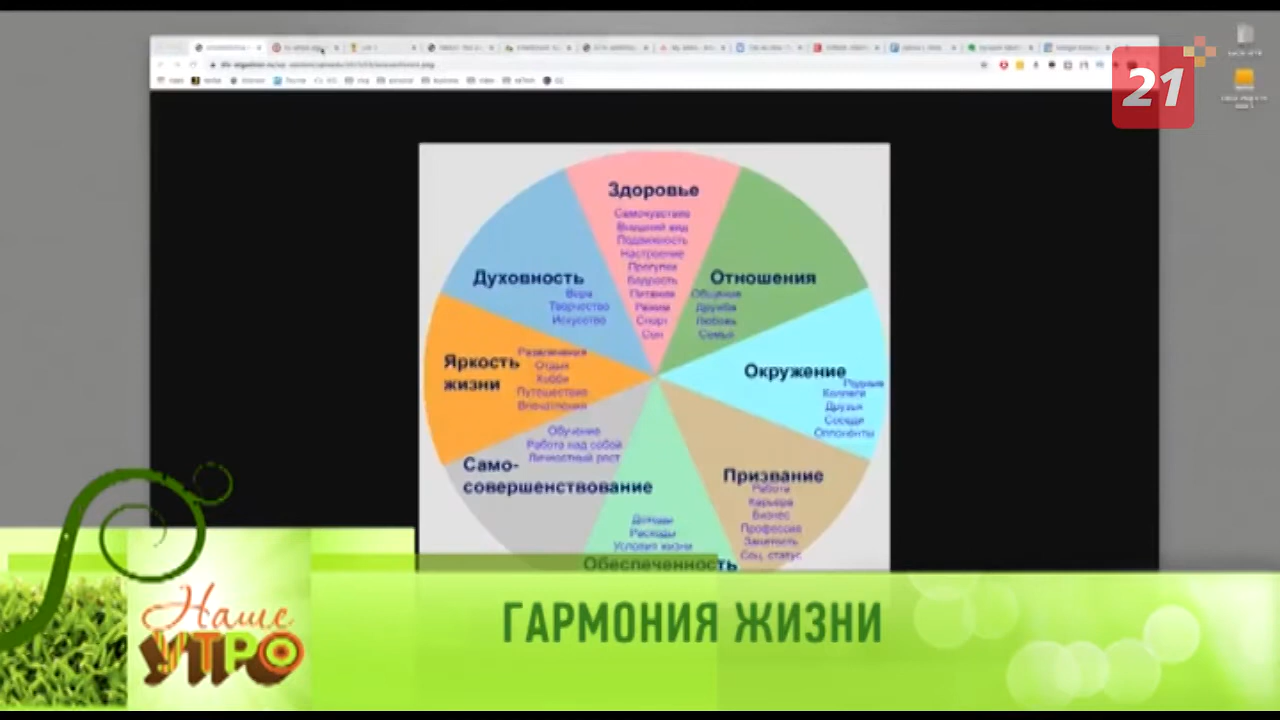 21
Здоровье
Самочувствие
Внешний вид
Подвижность
Настроение
Прогулки
Бодрость
Питание
Режим
Спорт
Сон
Духовность
Вера
Творчество
Искусство
Отношения
Общение
Дружба
Любовь
Семья
Яркость
жизни
Развлечения
Отдых
Хобби
Путешествие
Впечатления
Окружение
Родные
Коллеги
Друзья
Соседи
Оппоненты
Обучение
Работа над собой
Личностный рост
Само-
совершенствование
Призвание
Работа
Карьера
Бизнес
Профессия
Занятость
Соц. статус
Доходы
Расходы
Условия жизни
Обеспеченность
Наше
УТРО
ГАРМОНИЯ ЖИЗНИ